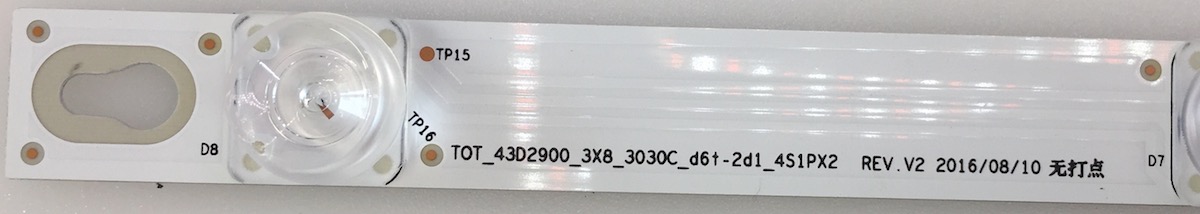 TP15
TP16
D8
TOT_43D2900_3X8_3030C_d6t-2d1_4S1PX2 REV.V2 2016/08/10 无打点
D7